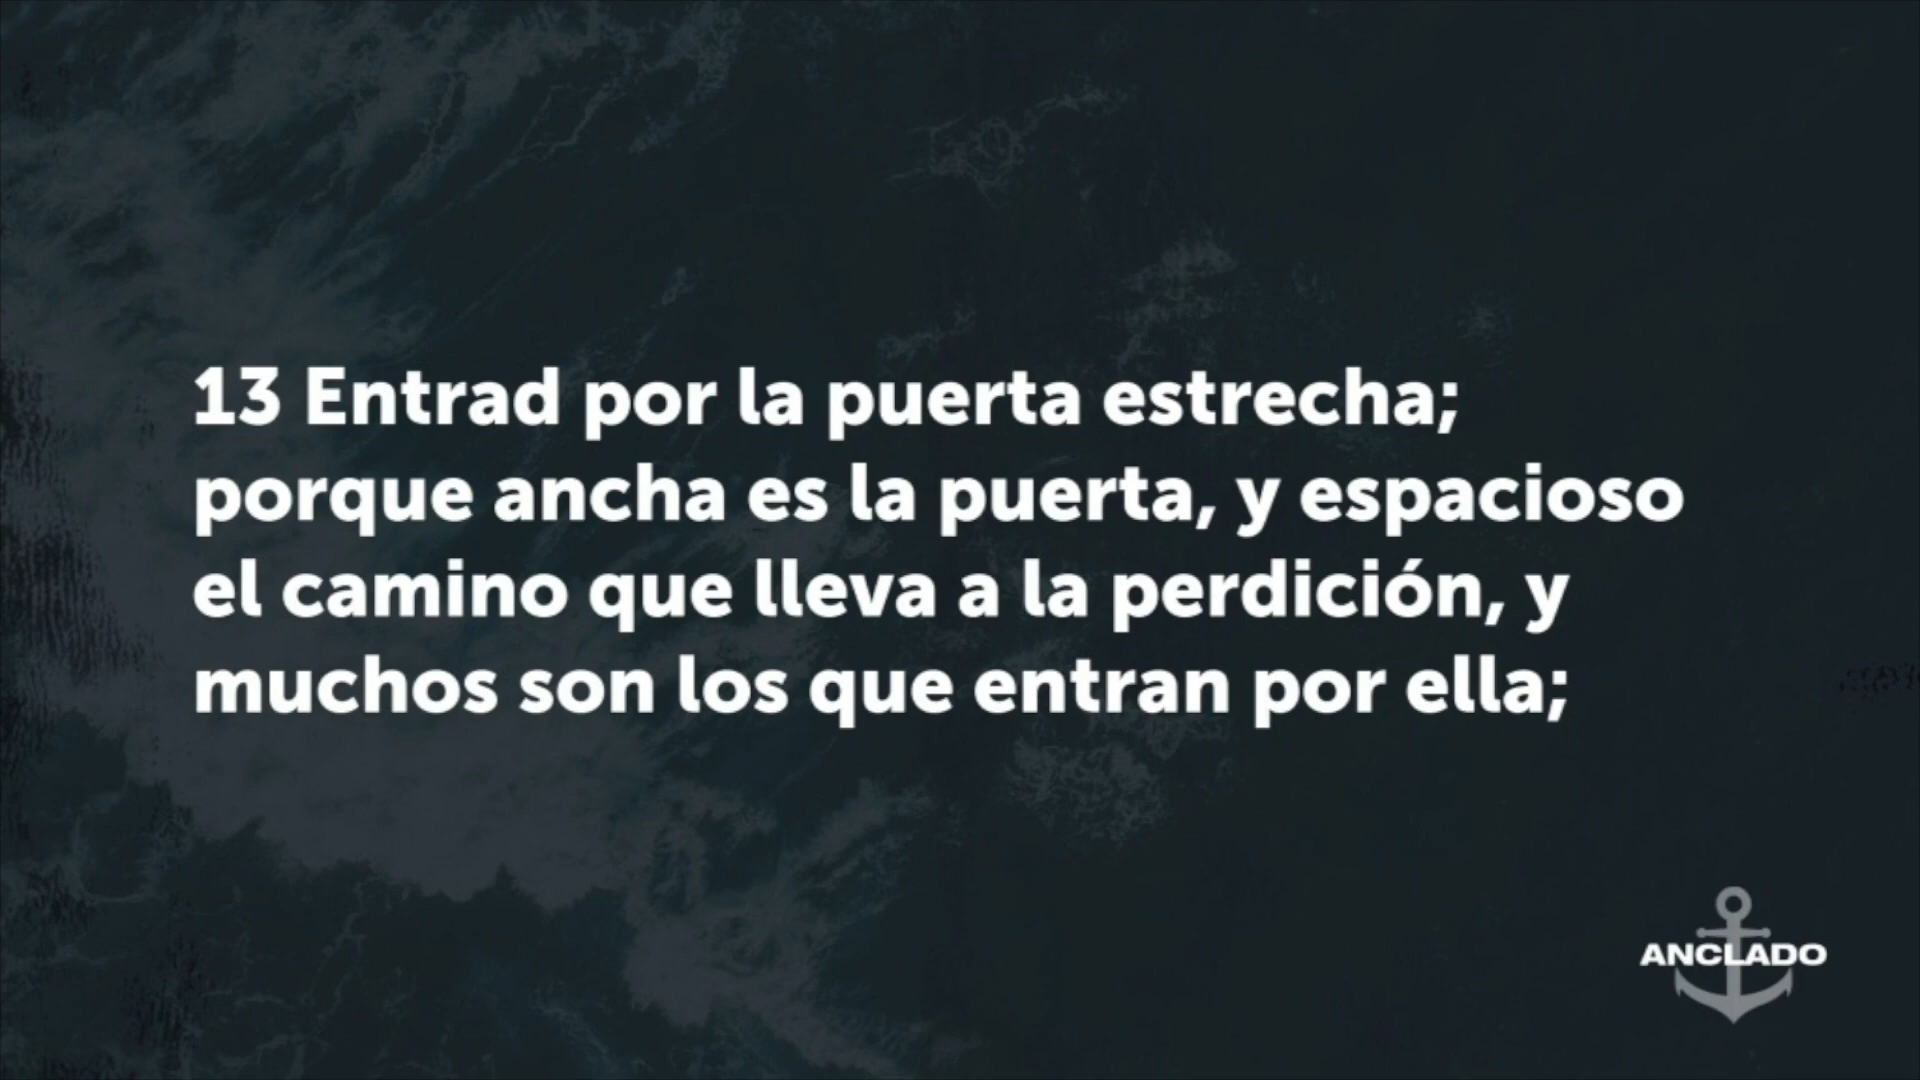 13 Entrad por la puerta estrecha;
porque ancha es la puerta, y espacioso
el camino que lleva a la perdición, y
muchos son los que entran por ella;
ANCLADO